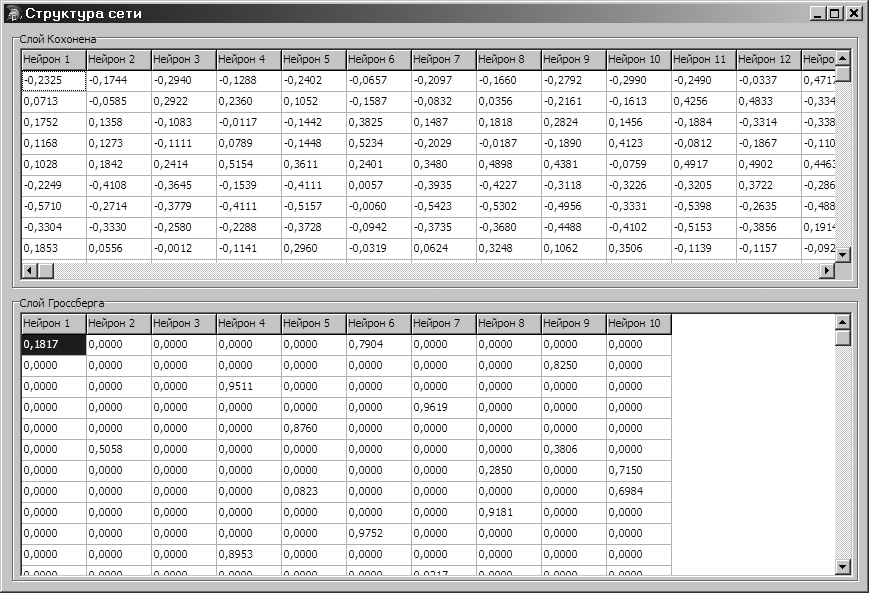 Структура сети
Слой Кохонена
Нейрон 1 Нейрон 2 Нейрон 3 Нейрон 4 Нейрон 5 Нейрон 6 Нейрон 7 Нейрон 8 Нейрон 9 Нейрон 10 Нейрон 11 Нейрон 12 Нейро
-0,2325 -0,1744 -0,2940 -0,1288 -0,2402 -0,0657 -0,2097 -0,1660 -0,2792 -0,2990 -0,2490 -0,0337 0,471
0,0713 -0,0585 0,2922 0,2360 0,1052 -0,1587 -0,0832 0,0356 -0,2161 -0,1613 0,4256 0,4833 -0,334
0,1752 0,1358 -0,1083 -0,0117 -0,1442 0,3825 0,1487 0,1818 0,2824 0,1456 -0,1884 -0,3314 -0,338
0,1168 0,1273 -0,1111 0,0789 -0,1448 0,5234 -0,2029 -0,0187 -0,1890 0,4123 -0,0812 -0,1867 -0,110
0,1028 0,1842 0,2414 0,5154 0,3611 0,2401 0,3480 0,4898 0,4381 -0,0759 0,4917 0,4902 0,446
-0,2249 -0,4108 -0,3645 -0,1539 -0,4111 0,0057 -0,3935 -0,4227 -0,3118 -0,3226 -0,3205 0,3722 -0,286
-0,5710 -0,2714 -0,3779 -0,4111 -0,5157 -0,0060 -0,5423 -0,5302 -0,4956 -0,3331 -0,5398 -0,2635 -0,488
-0,3304 -0,3330 -0,2580 -0,2288 -0,3728 -0,0942 -0,3735 -0,3680 -0,4488 -0,4102 -0,5153 -0,3856 0,191
0,1853 0,0556 -0,0012 -0,1141 0,2960 -0,0319 0,0624 0,3248 0,1062 0,3506 -0,1139 -0,1157 -0,092
Слой Гроссберга
Нейрон 1 Нейрон 2 Нейрон 3 Нейрон 4 Нейрон 5 Нейрон 6 Нейрон 7 Нейрон 8 Нейрон 9 Нейрон 10
0,1817 0,0000 0,0000 0,0000 0,0000 0,7904 0,0000 0,0000 0,0000 0,0000
0,0000 0,0000 0,0000 0,0000 0,0000 0,0000 0,0000 0,0000 0,8250 0,0000
0,0000 0,0000 0,0000 0,9511 0,0000 0,0000 0,0000 0,0000 0,0000 0,0000
0,0000 0,0000 0,0000 0,0000 0,0000 0,0000 0,9619 0,0000 0,0000 0,0000
0,0000 0,0000 0,0000 0,0000 0,8760 0,0000 0,0000 0,0000 0,0000 0,0000
0,0000 0,5058 0,0000 0,0000 0,0000 0,0000 0,0000 0,0000 0,3806 0,0000
0,0000 0,0000 0,0000 0,0000 0,0000 0,0000 0,0000 0,2850 0,0000 0,7150
0,0000 0,0000 0,0000 0,0000 0,0823 0,0000 0,0000 0,0000 0,0000 0,6984
0,0000 0,0000 0,0000 0,0000 0,0000 0,0000 0,0000 0,9181 0,0000 0,0000
0,0000 0,0000 0,0000 0,0000 0,0000 0,9752 0,0000 0,0000 0,0000 0,0000
0,0000 0,0000 0,0000 0,8953 0,0000 0,0000 0,0000 0,0000 0,0000 0,0000